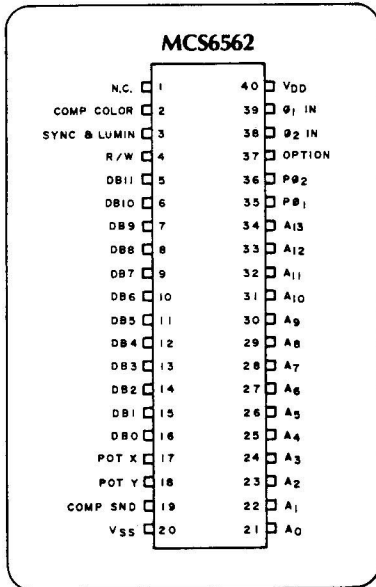 MCS6562
N.C. 1 40 VDD
COMP COLOR 2 39 Ø1 IN
SYNC & LUMIN 3 38 Ø2 IN
R/W 4 37 OPTION
DB11 5 36 PØ2
DB10 6 35 PØ1
DB9 7 34 A13
DB8 8 33 A12
DB7 9 32 A11
DB6 10 31 A10
DB5 11 30 A9
DB4 12 29 A8
DB3 13 28 A7
DB2 14 27 A6
DB1 15 26 A5
DB0 16 25 A4
POT X 17 24 A3
POT Y 18 23 A2
COMP SND 19 22 A1
VSS 20 21 A0